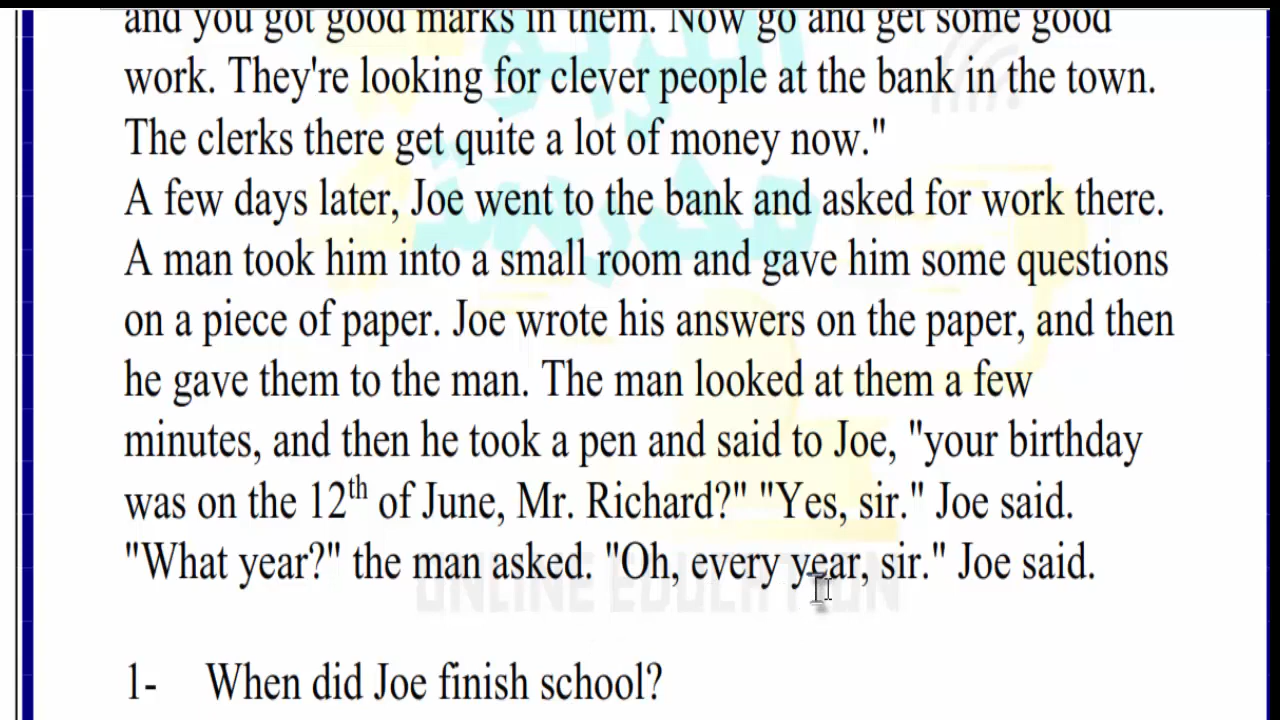 and you got good marks in them. Now go and get some good
work. They're looking for clever people at the bank in the town.
The clerks there get quite a lot of money now."
A few days later, Joe went to the bank and asked for work there.
A man took him into a small room and gave him some questions
on a piece of paper. Joe wrote his answers on the paper, and then
he gave them to the man. The man looked at them a few
minutes, and then he took a pen and said to Joe, "your birthday
was on the 12th of June, Mr. Richard?" "Yes, sir." Joe said.
"What year?" the man asked. "Oh, every year, sir." Joe said.
ONLINE EDUCATION
1- When did Joe finish school?